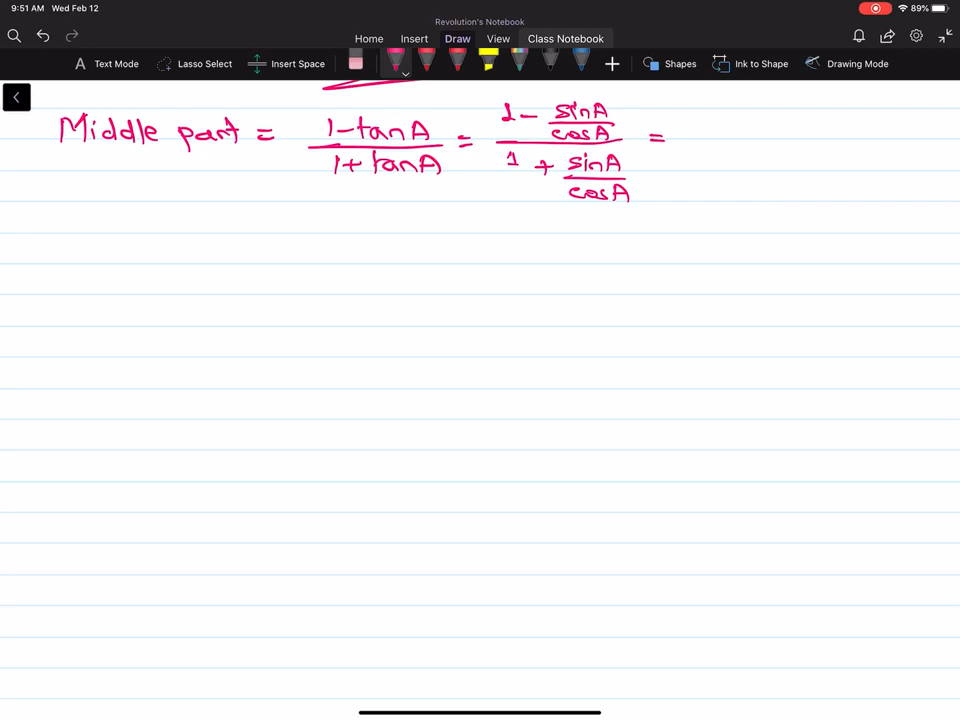 9:51 AM Wed Feb 12 89%
Revolution's Notebook
Home Insert Draw View Class Notebook
Text Mode Lasso Select Insert Space Shapes Ink to Shape Drawing Mode
Middle part = (1-tanA)/(1+tanA) = (1 - sinA/cosA)/(1 + sinA/cosA) =